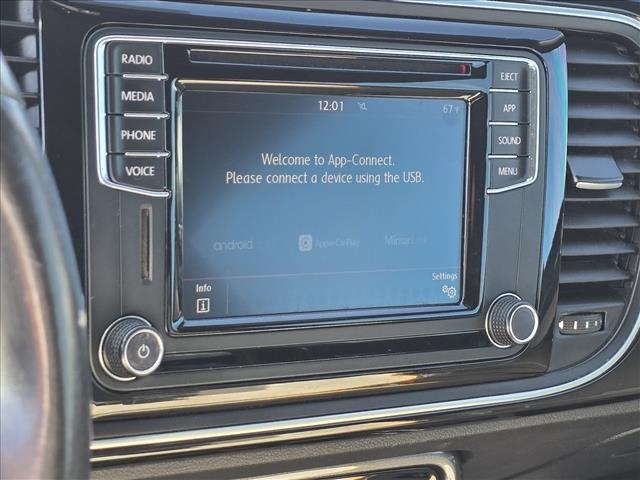 RADIO
MEDIA
PHONE
VOICE
EJECT
APP
SOUND
MENU
12:01
67°F
Welcome to App-Connect.
Please connect a device using the USB.
android
Apple CarPlay
MirrorLink
Info
Settings